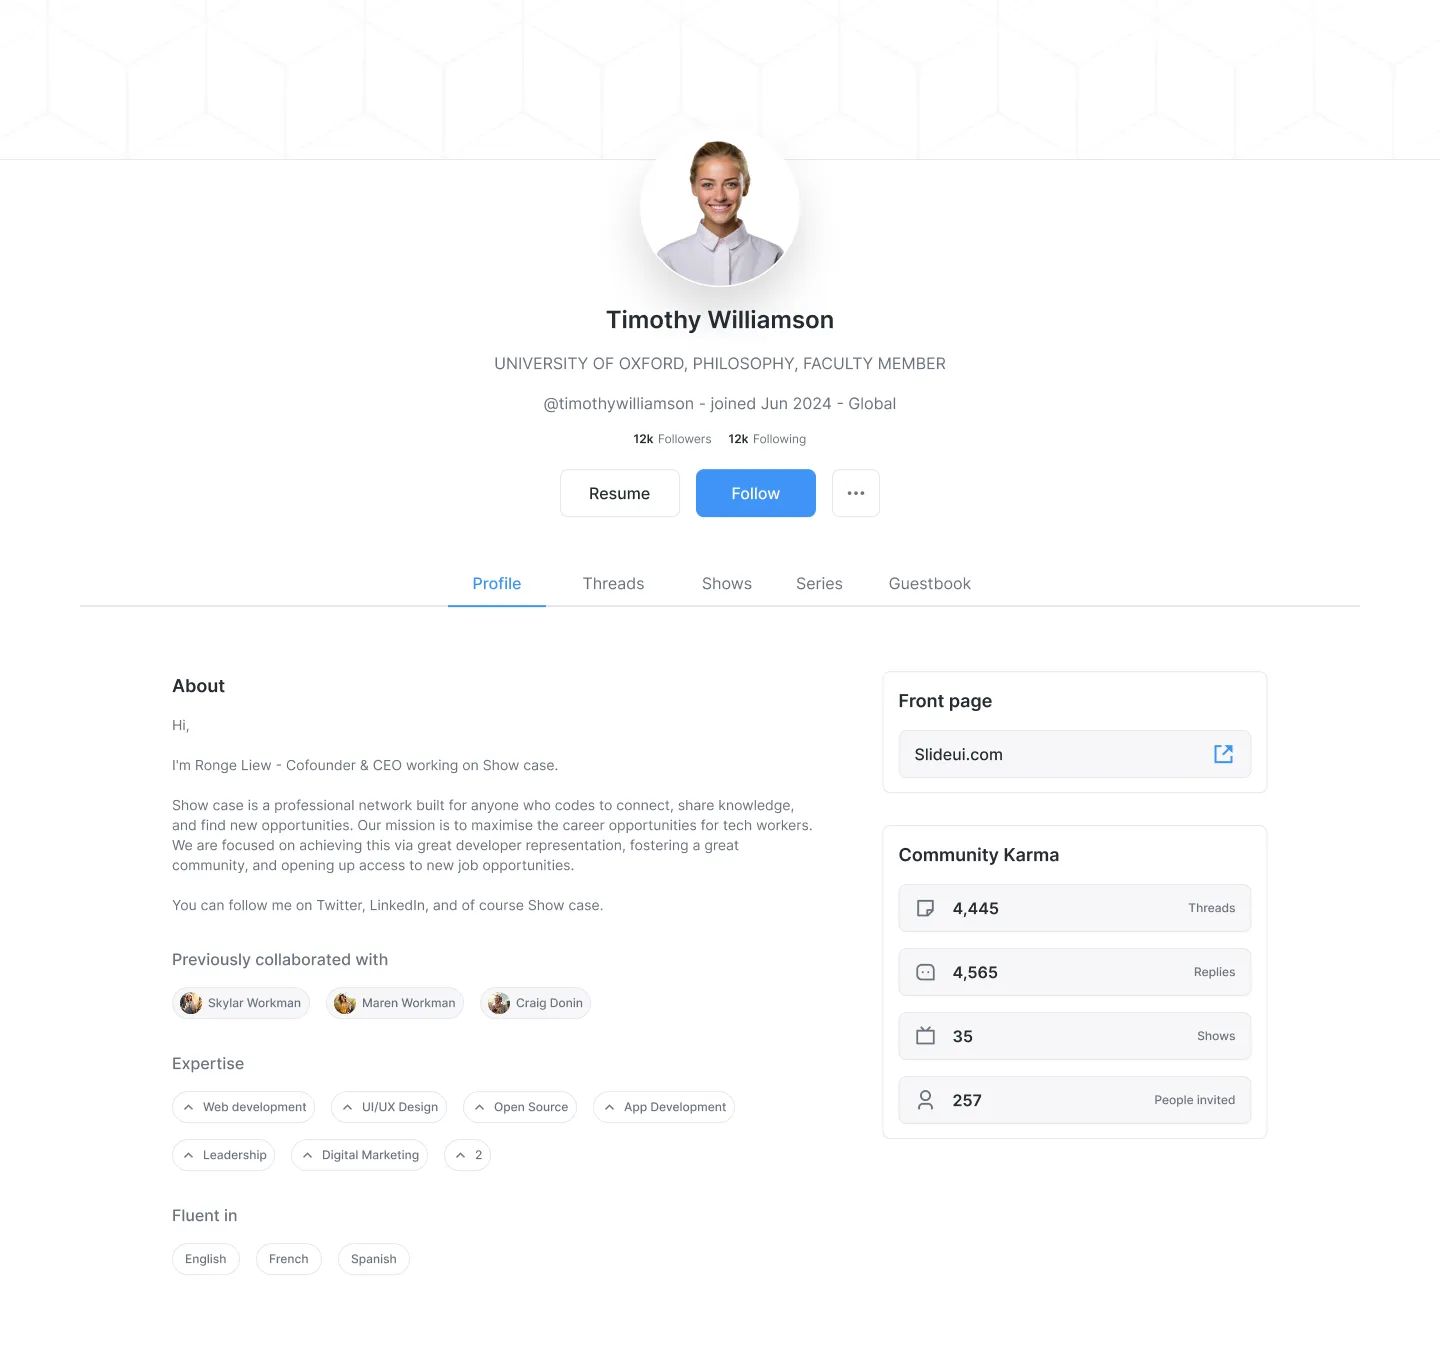 Timothy Williamson
UNIVERSITY OF OXFORD, PHILOSOPHY, FACULTY MEMBER
@timothywilliamson - joined Jun 2024 - Global
12k Followers 12k Following
Resume Follow
Profile Threads Shows Series Guestbook
About
Hi,
I'm Ronge Liew - Cofounder & CEO working on Show case.
Show case is a professional network built for anyone who codes to connect, share knowledge,
and find new opportunities. Our mission is to maximise the career opportunities for tech workers.
We are focused on achieving this via great developer representation, fostering a great
community, and opening up access to new job opportunities.
You can follow me on Twitter, LinkedIn, and of course Show case.
Previously collaborated with
Skylar Workman Maren Workman Craig Donin
Expertise
Web development UI/UX Design Open Source App Development
Leadership Digital Marketing 2
Fluent in
English French Spanish
Front page
Slideui.com
Community Karma
4,445 Threads
4,565 Replies
35 Shows
257 People invited